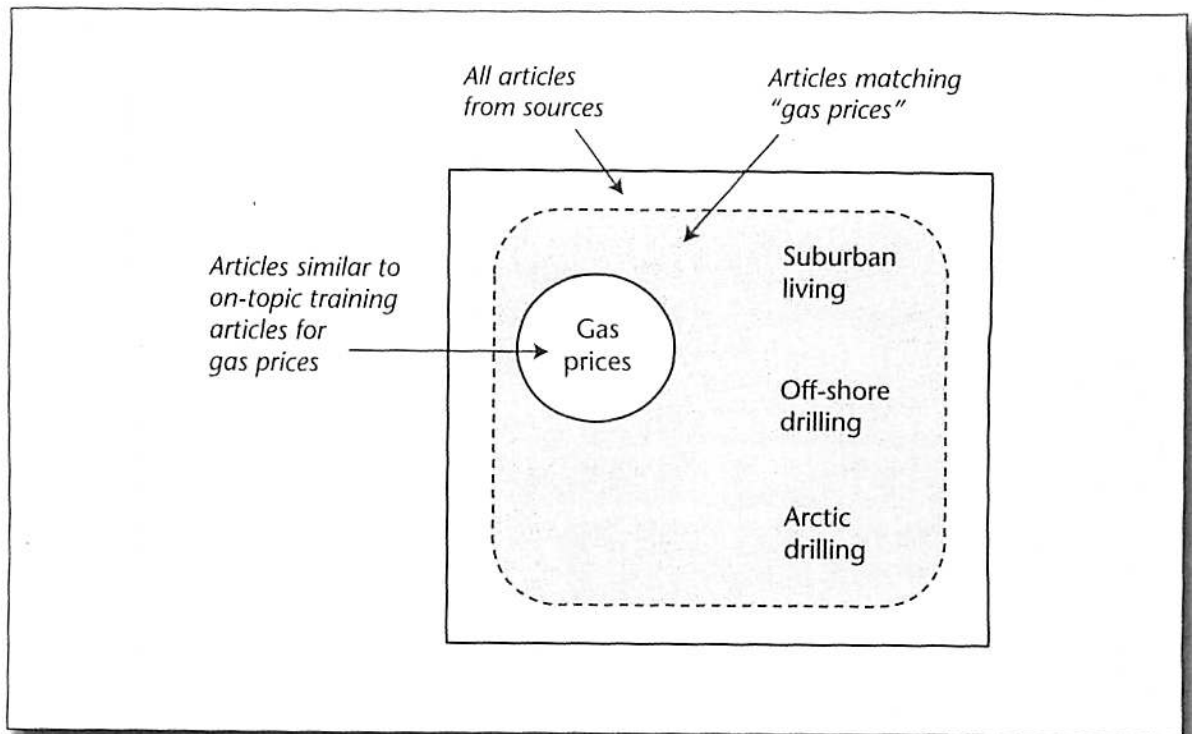 All articles
from sources
Articles matching
“gas prices”
Articles similar to
on-topic training
articles for
gas prices
Gas
prices
Suburban
living
Off-shore
drilling
Arctic
drilling